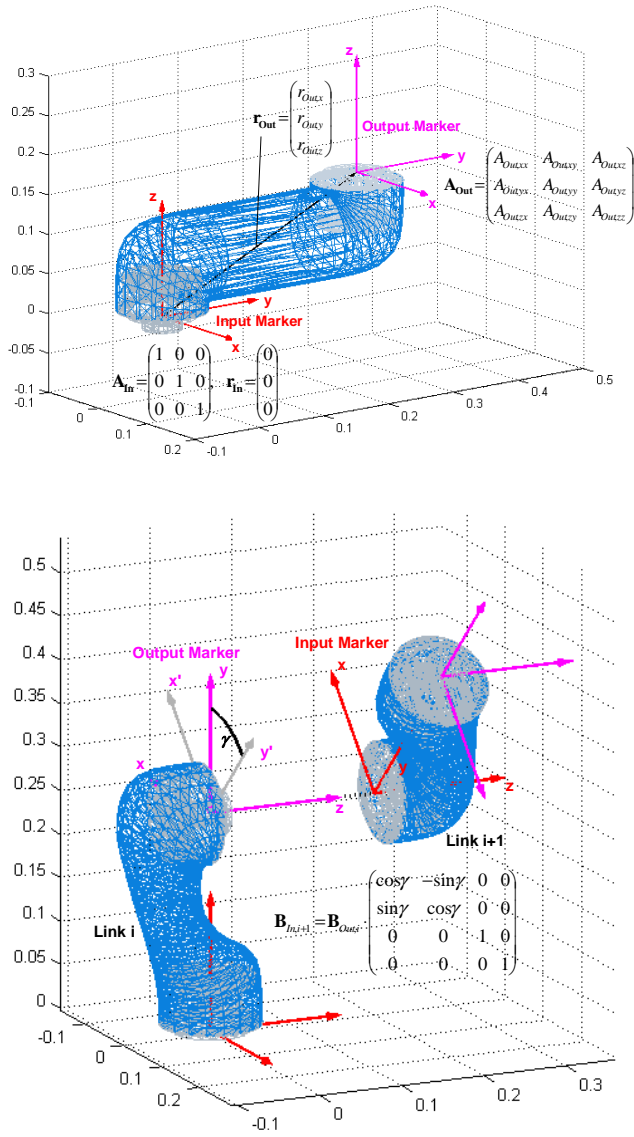 0.3
0.25
0.2
0.15
0.1
0.05
0
-0.05
-0.1
-0.1
0
0.1
0.2
-0.1
0
0.1
0.2
0.3
0.4
0.5
z
r_Out = (r_Out,x r_Out,y r_Out,z)
Output Marker
y
x
A_Out = (A_Outxx A_Outxy A_Outxz
A_Outyx A_Outyy A_Outyz
A_Outzx A_Outzy A_Outzz)
z
y
Input Marker
x
A_In = (1 0 0
0 1 0
0 0 1), r_In = (0 0 0)
0.5
0.45
0.4
0.35
0.3
0.25
0.2
0.15
0.1
0.05
0
-0.1
0
0.1
0.2
-0.1
0
0.1
0.2
0.3
Output Marker
Input Marker
x'
y
x
γ
y'
x
y
z
z
Link i+1
Link i
B_In,i+1 = B_Out,i · (cosγ −sinγ 0 0
sinγ cosγ 0 0
0 0 1 0
0 0 0 1)